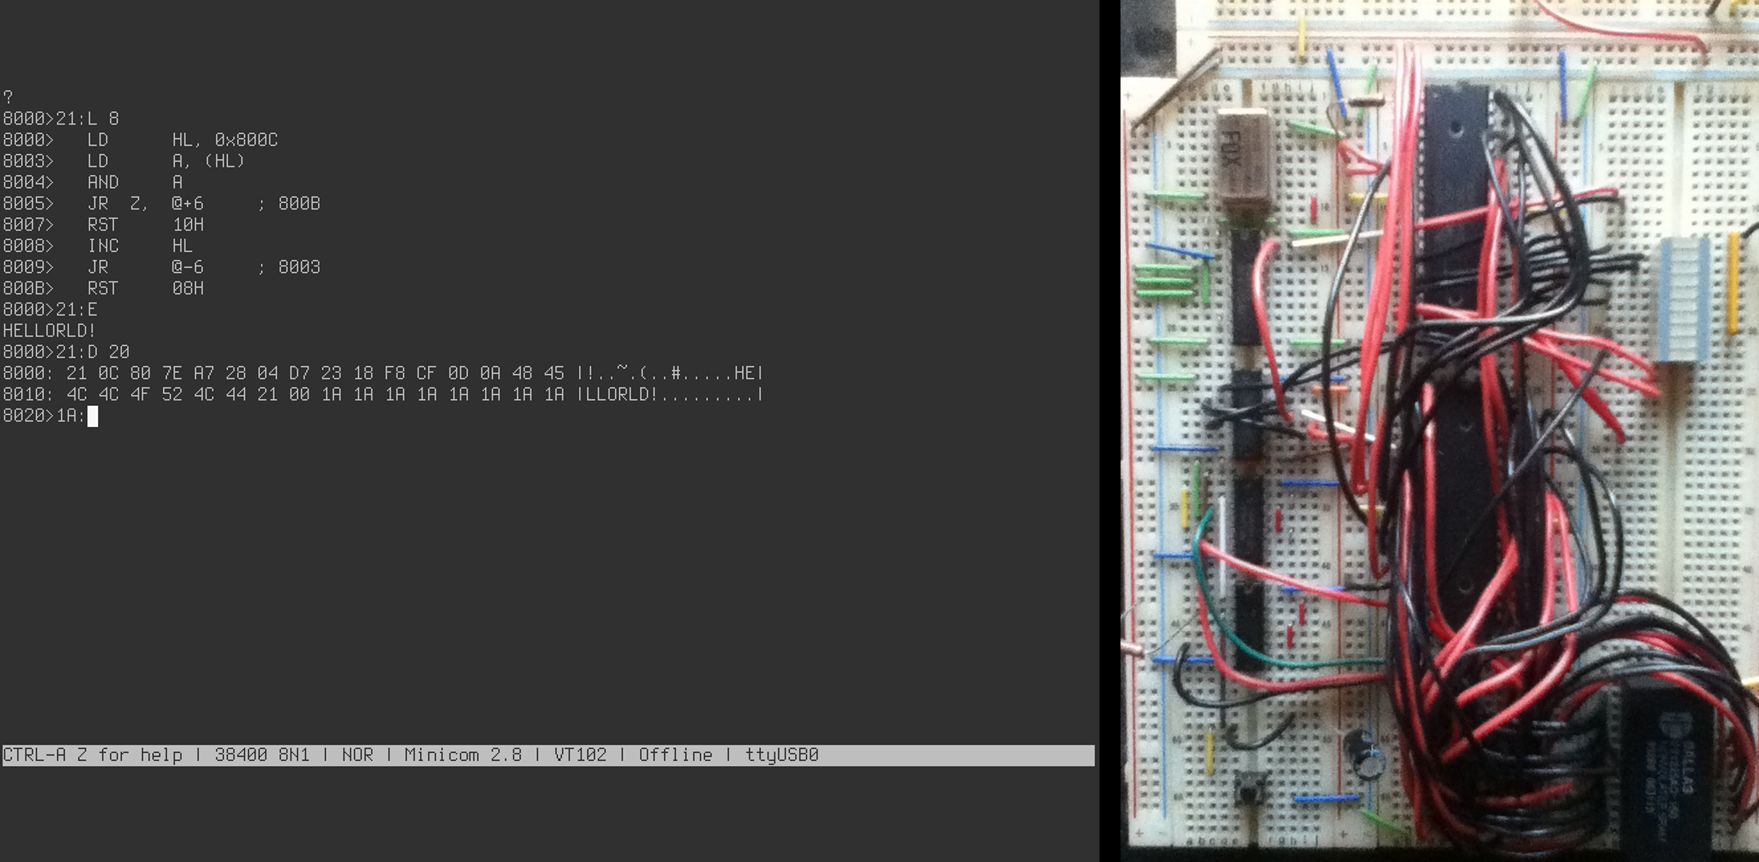 ?
8000>21:L 8
8000>   LD      HL, 0x800C
8003>   LD      A, (HL)
8004>   AND     A
8005>   JR  Z,  @+6     ; 800B
8007>   RST     10H
8008>   INC     HL
8009>   JR      @-6     ; 8003
800B>   RST     08H
8000>21:E
HELLORLD!
8000>21:D 20
8000: 21 0C 80 7E A7 28 04 D7 23 18 F8 CF 0D 0A 48 45 |!..~.(..#.....HE|
8010: 4C 4C 4F 52 4C 44 21 00 1A 1A 1A 1A 1A 1A 1A 1A |LLORLD!.........|
8020>1A:
CTRL-A Z for help | 38400 8N1 | NOR | Minicom 2.8 | VT102 | Offline | ttyUSB0
FOX
DALLAS